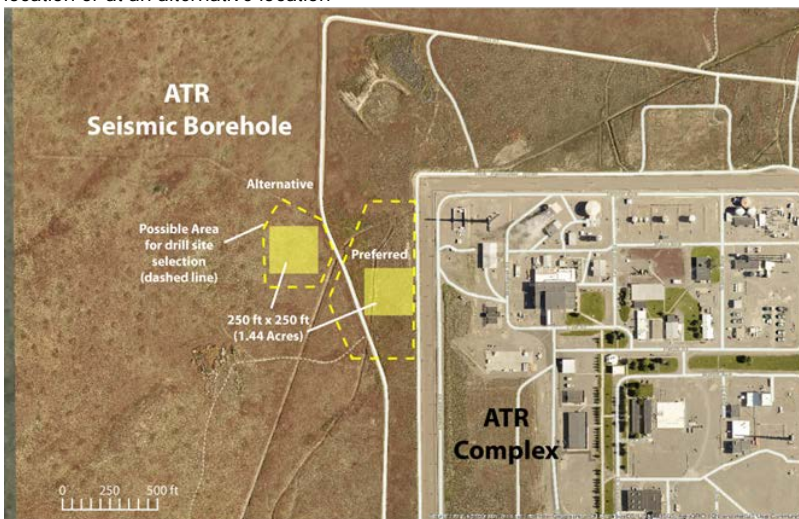 location or at an alternative location
ATR
Seismic Borehole
Alternative
Possible Area
for drill site
selection
(dashed line)
Preferred
250 ft x 250 ft
(1.44 Acres)
ATR
Complex
0 250 500 ft